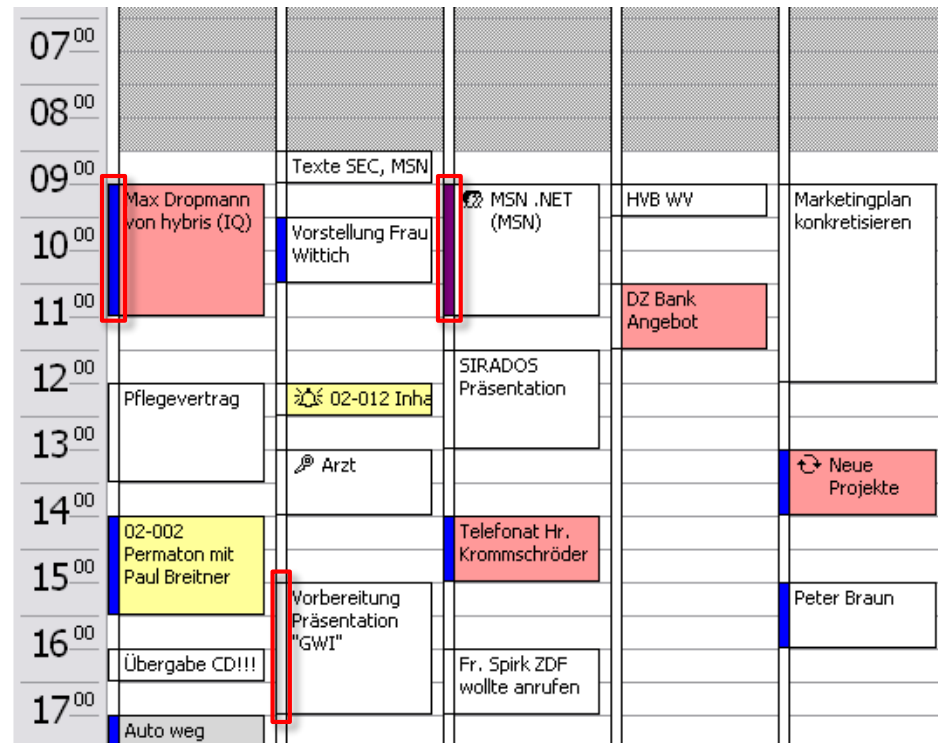 07 00
08 00
09 00
10 00
11 00
12 00
13 00
14 00
15 00
16 00
17 00
Max Dropmann
von hybris (IQ)
Pflegevertrag
02-002
Permaton mit
Paul Breitner
Übergabe CD!!!
Auto weg
Texte SEC, MSN
Vorstellung Frau
Wittich
02-012 Inha
Arzt
Vorbereitung
Präsentation
"GWI"
MSN .NET
(MSN)
SIRADOS
Präsentation
Telefonat Hr.
Krommschröder
Fr. Spirk ZDF
wollte anrufen
HVB WV
DZ Bank
Angebot
Marketingplan
konkretisieren
Neue
Projekte
Peter Braun